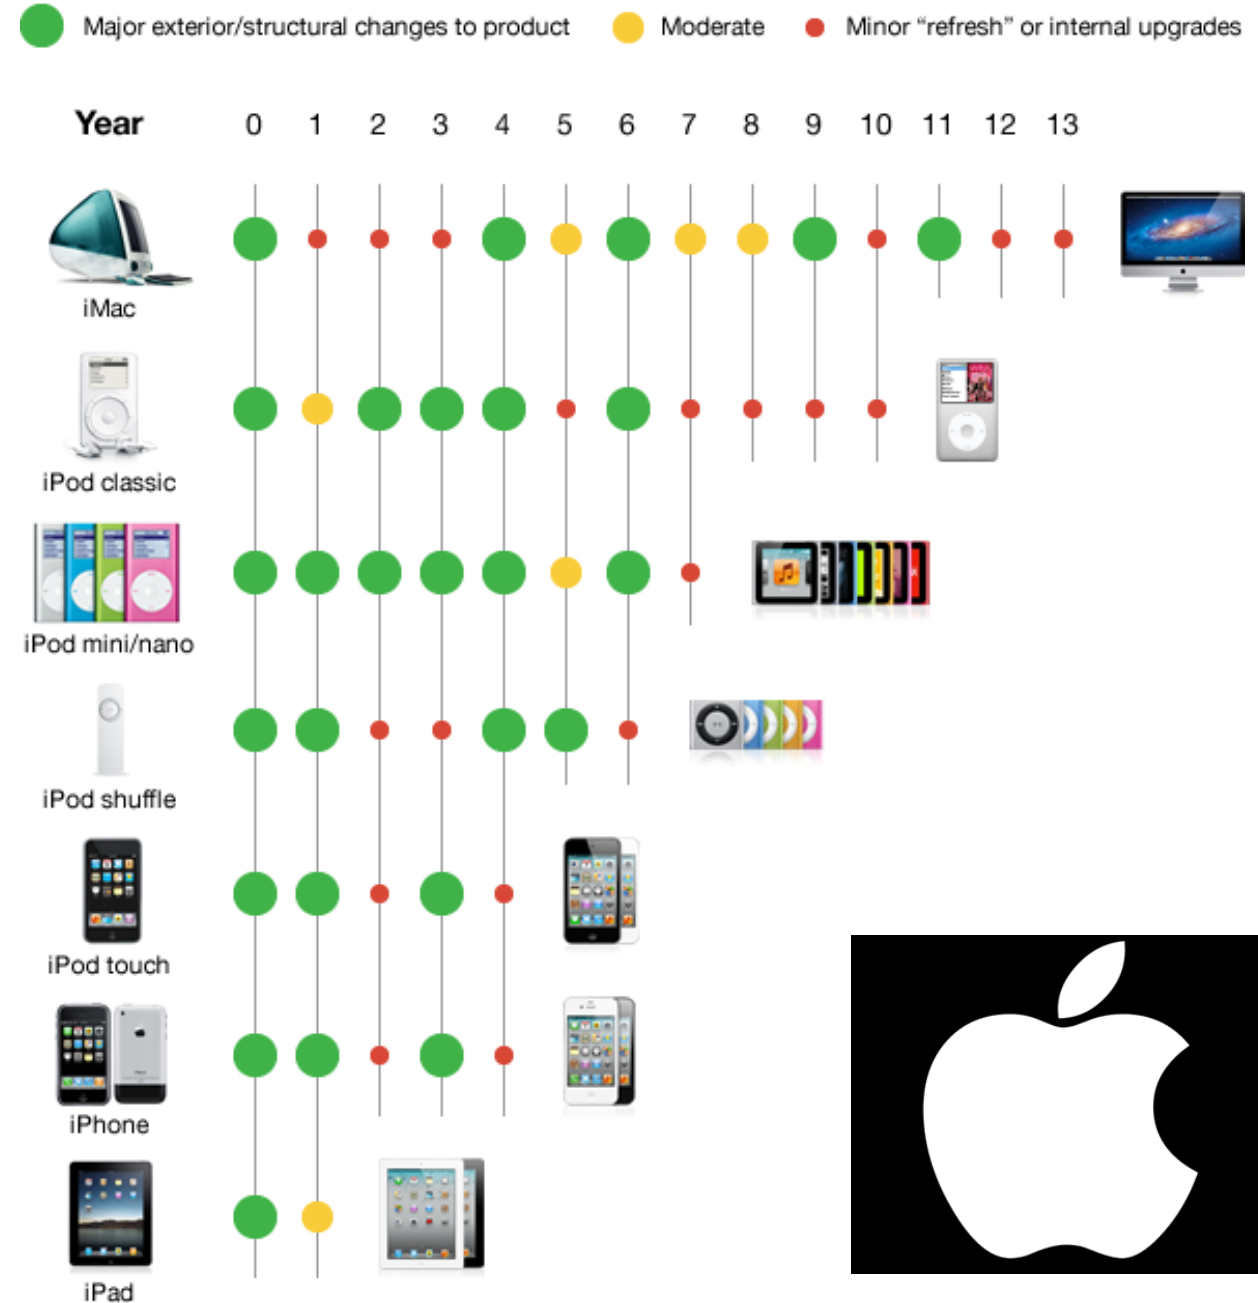 Major exterior/structural changes to product Moderate Minor “refresh” or internal upgrades
Year 0 1 2 3 4 5 6 7 8 9 10 11 12 13
iMac
iPod classic
iPod mini/nano
iPod shuffle
iPod touch
iPhone
iPad